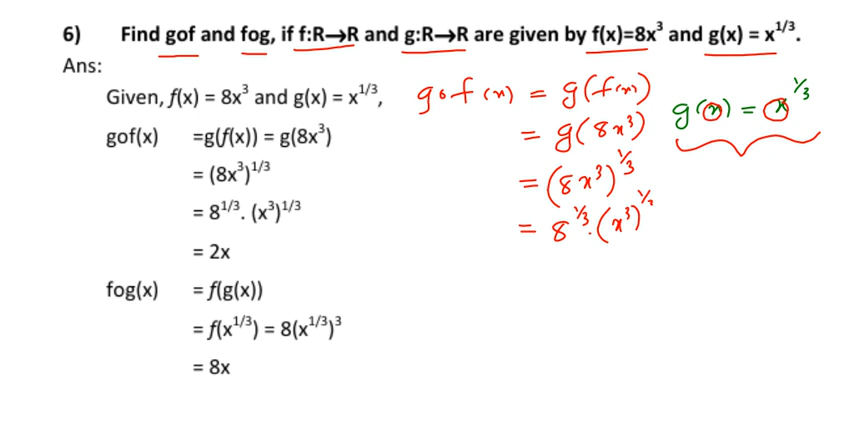 6) Find gof and fog, if f:R→R and g:R→R are given by f(x)=8x³ and g(x) = x^1/3.
Ans:
Given, f(x) = 8x³ and g(x) = x^1/3,
gof(x) =g(f(x)) = g(8x³)
= (8x³)^1/3
= 8^1/3. (x³)^1/3
= 2x
fog(x) = f(g(x))
= f(x^1/3) = 8(x^1/3)³
= 8x
gof(x) = g(f(x))
= g(8x³)
= (8x³)^1/3
= 8^1/3.(x³)^1/3
g(x) = x^1/3